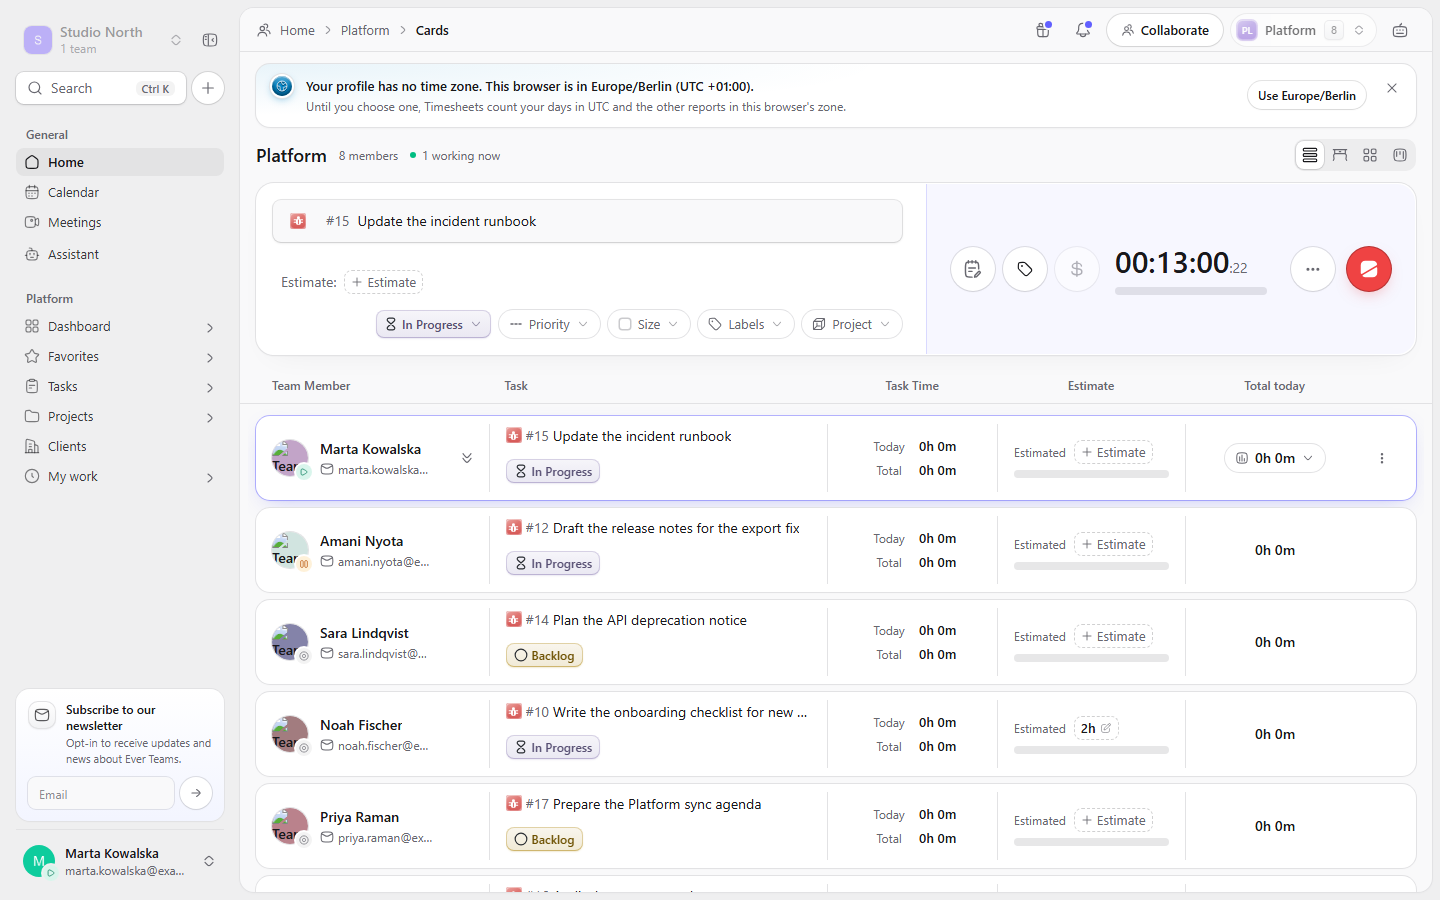 S
Studio North
1 team
Search
Ctrl K
General
Home
Calendar
Meetings
Assistant
Platform
Dashboard
Favorites
Tasks
Projects
Clients
My work
Subscribe to our
newsletter
Opt-in to receive updates and
news about Ever Teams.
Email
M
Marta Kowalska
marta.kowalska@exa...
Home
Platform
Cards
Collaborate
PL
Platform
8
Your profile has no time zone. This browser is in Europe/Berlin (UTC +01:00).
Until you choose one, Timesheets count your days in UTC and the other reports in this browser's zone.
Use Europe/Berlin
Platform
8 members
1 working now
#15 Update the incident runbook
Estimate:
+ Estimate
In Progress
Priority
Size
Labels
Project
00:13:00:22
Team Member
Task
Task Time
Estimate
Total today
Marta Kowalska
marta.kowalska...
#15 Update the incident runbook
In Progress
Today 0h 0m
Total 0h 0m
Estimated + Estimate
0h 0m
Amani Nyota
amani.nyota@e...
#12 Draft the release notes for the export fix
In Progress
Today 0h 0m
Total 0h 0m
Estimated + Estimate
0h 0m
Sara Lindqvist
sara.lindqvist@...
#14 Plan the API deprecation notice
Backlog
Today 0h 0m
Total 0h 0m
Estimated + Estimate
0h 0m
Noah Fischer
noah.fischer@e...
#10 Write the onboarding checklist for new ...
In Progress
Today 0h 0m
Total 0h 0m
Estimated 2h
0h 0m
Priya Raman
priya.raman@ex...
#17 Prepare the Platform sync agenda
Backlog
Today 0h 0m
Total 0h 0m
Estimated + Estimate
0h 0m